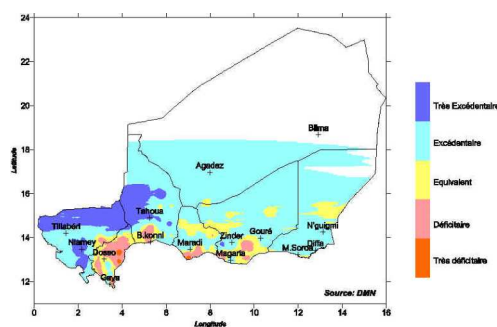 24
22
20
18
16
14
12
Latitude
0
2
4
6
8
10
12
14
16
Longitude
Bilma
Agadez
Tahoua
Tillabéri
Niamey
Dosso
Gaya
B.konni
Maradi
Zinder
Magaria
Gouré
N'guigmi
Diffa
M.Soroa
Source: DMN
Très Excédentaire
Excédentaire
Equivalent
Déficitaire
Très déficitaire